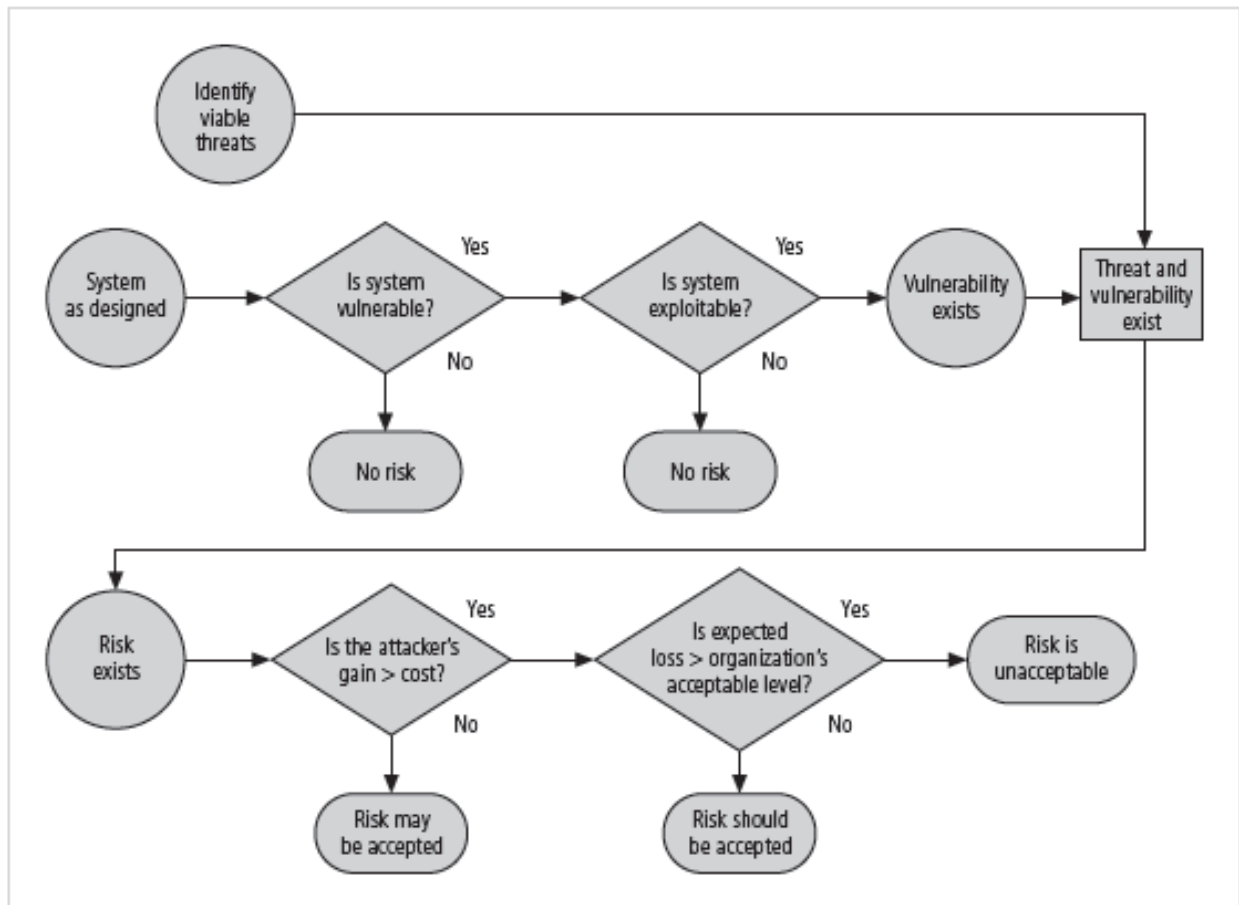 Identify
viable
threats
System
as designed
Is system
vulnerable?
Yes
No
No risk
Is system
exploitable?
Yes
No
No risk
Vulnerability
exists
Threat and
vulnerability
exist
Risk
exists
Is the attacker's
gain > cost?
Yes
No
Risk may
be accepted
Is expected
loss > organization's
acceptable level?
Yes
No
Risk should
be accepted
Risk is
unacceptable